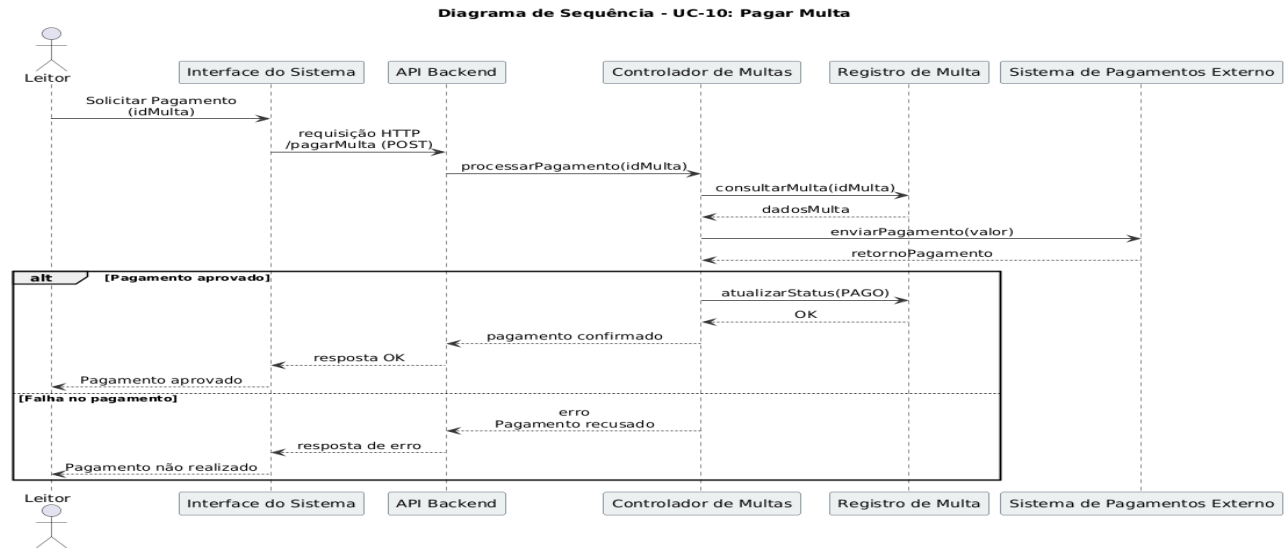 Diagrama de Sequência - UC-10: Pagar Multa
Leitor
Interface do Sistema
API Backend
Controlador de Multas
Registro de Multa
Sistema de Pagamentos Externo
Solicitar Pagamento
(idMulta)
requisição HTTP
/pagarMulta (POST)
processarPagamento(idMulta)
consultarMulta(idMulta)
dadosMulta
enviarPagamento(valor)
retornoPagamento
alt
[Pagamento aprovado]
atualizarStatus(PAGO)
OK
pagamento confirmado
resposta OK
Pagamento aprovado
[Falha no pagamento]
erro
Pagamento recusado
resposta de erro
Pagamento não realizado
Leitor
Interface do Sistema
API Backend
Controlador de Multas
Registro de Multa
Sistema de Pagamentos Externo